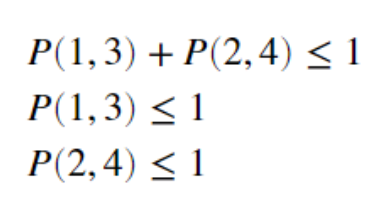 P(1, 3) + P(2, 4) ≤ 1
P(1, 3) ≤ 1
P(2, 4) ≤ 1